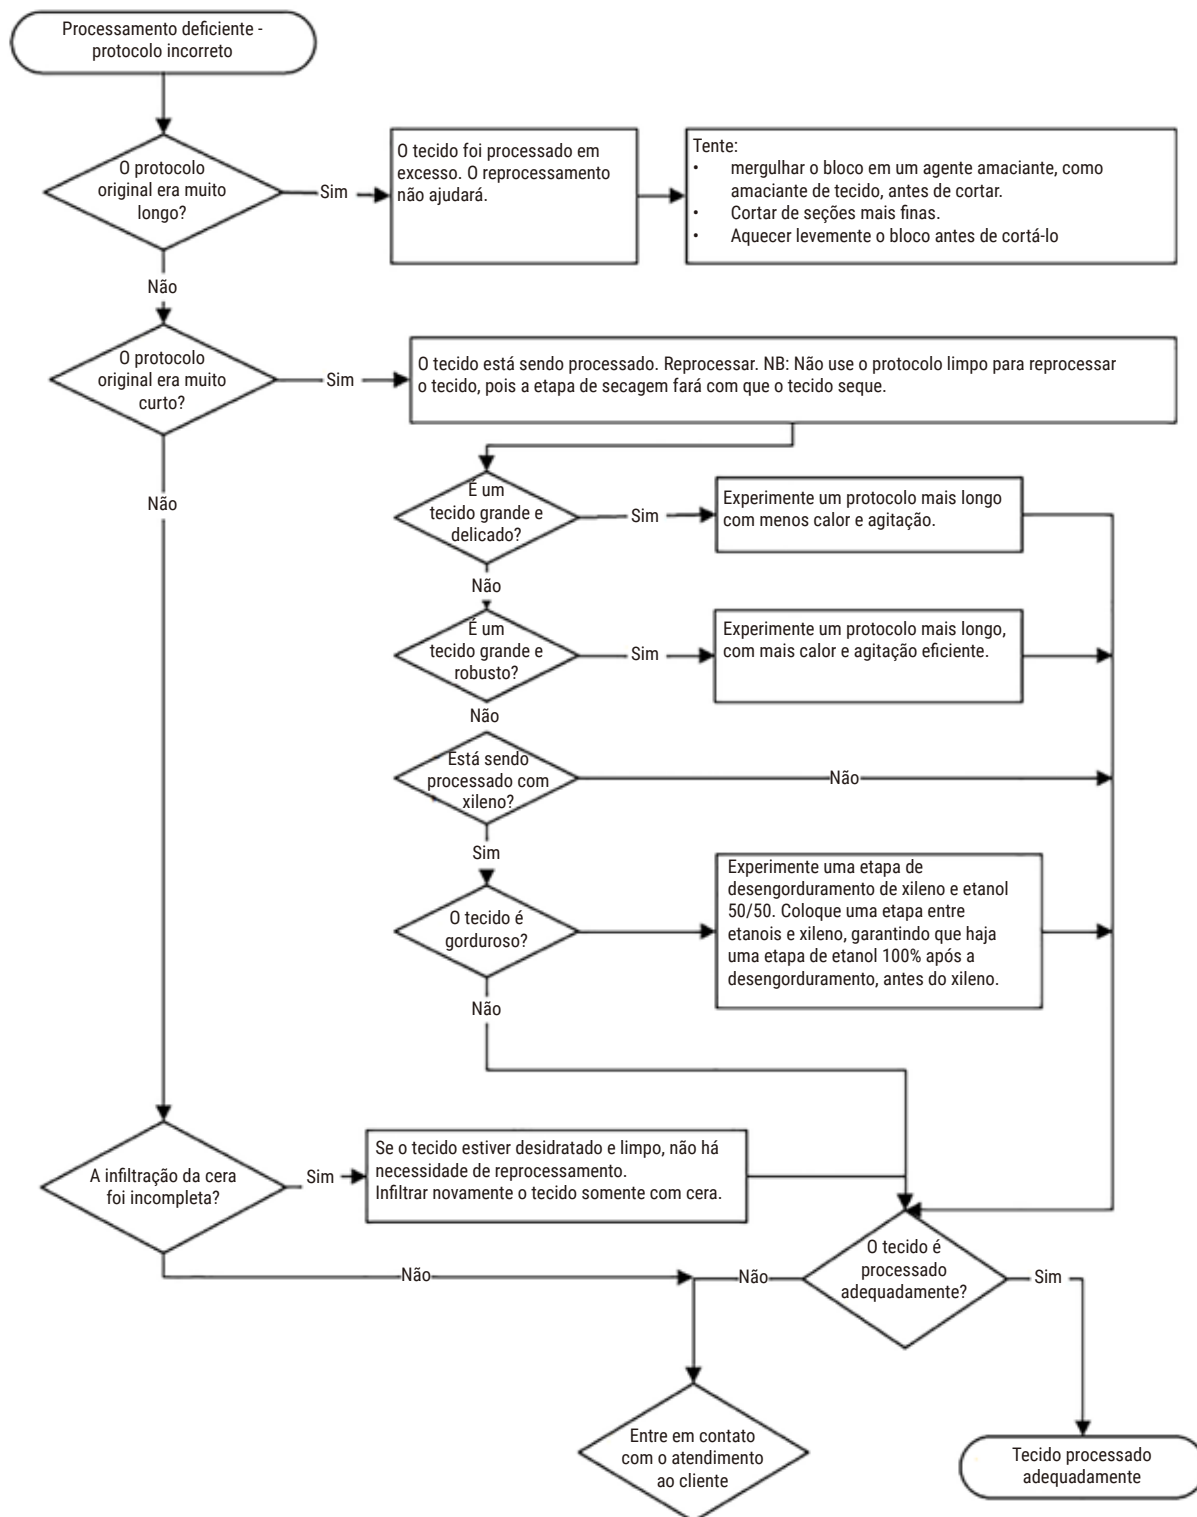 Processamento deficiente -
protocolo incorreto
O protocolo
original era muito
longo?
Sim
O tecido foi processado em
excesso. O reprocessamento
não ajudará.
Tente:
• mergulhar o bloco em um agente amaciante, como
amaciante de tecido, antes de cortar.
• Cortar de seções mais finas.
• Aquecer levemente o bloco antes de cortá-lo
Não
O protocolo
original era muito
curto?
Sim
O tecido está sendo processado. Reprocessar. NB: Não use o protocolo limpo para reprocessar
o tecido, pois a etapa de secagem fará com que o tecido seque.
Não
É um
tecido grande e
delicado?
Sim
Experimente um protocolo mais longo
com menos calor e agitação.
Não
É um
tecido grande e
robusto?
Sim
Experimente um protocolo mais longo,
com mais calor e agitação eficiente.
Não
Está sendo
processado com
xileno?
Não
Sim
O tecido é
gorduroso?
Experimente uma etapa de
desengorduramento de xileno e etanol
50/50. Coloque uma etapa entre
etanois e xileno, garantindo que haja
uma etapa de etanol 100% após a
desengorduramento, antes do xileno.
Não
A infiltração da cera
foi incompleta?
Sim
Se o tecido estiver desidratado e limpo, não há
necessidade de reprocessamento.
Infiltrar novamente o tecido somente com cera.
Não
O tecido é
processado
adequadamente?
Não
Sim
Entre em contato
com o atendimento
ao cliente
Tecido processado
adequadamente